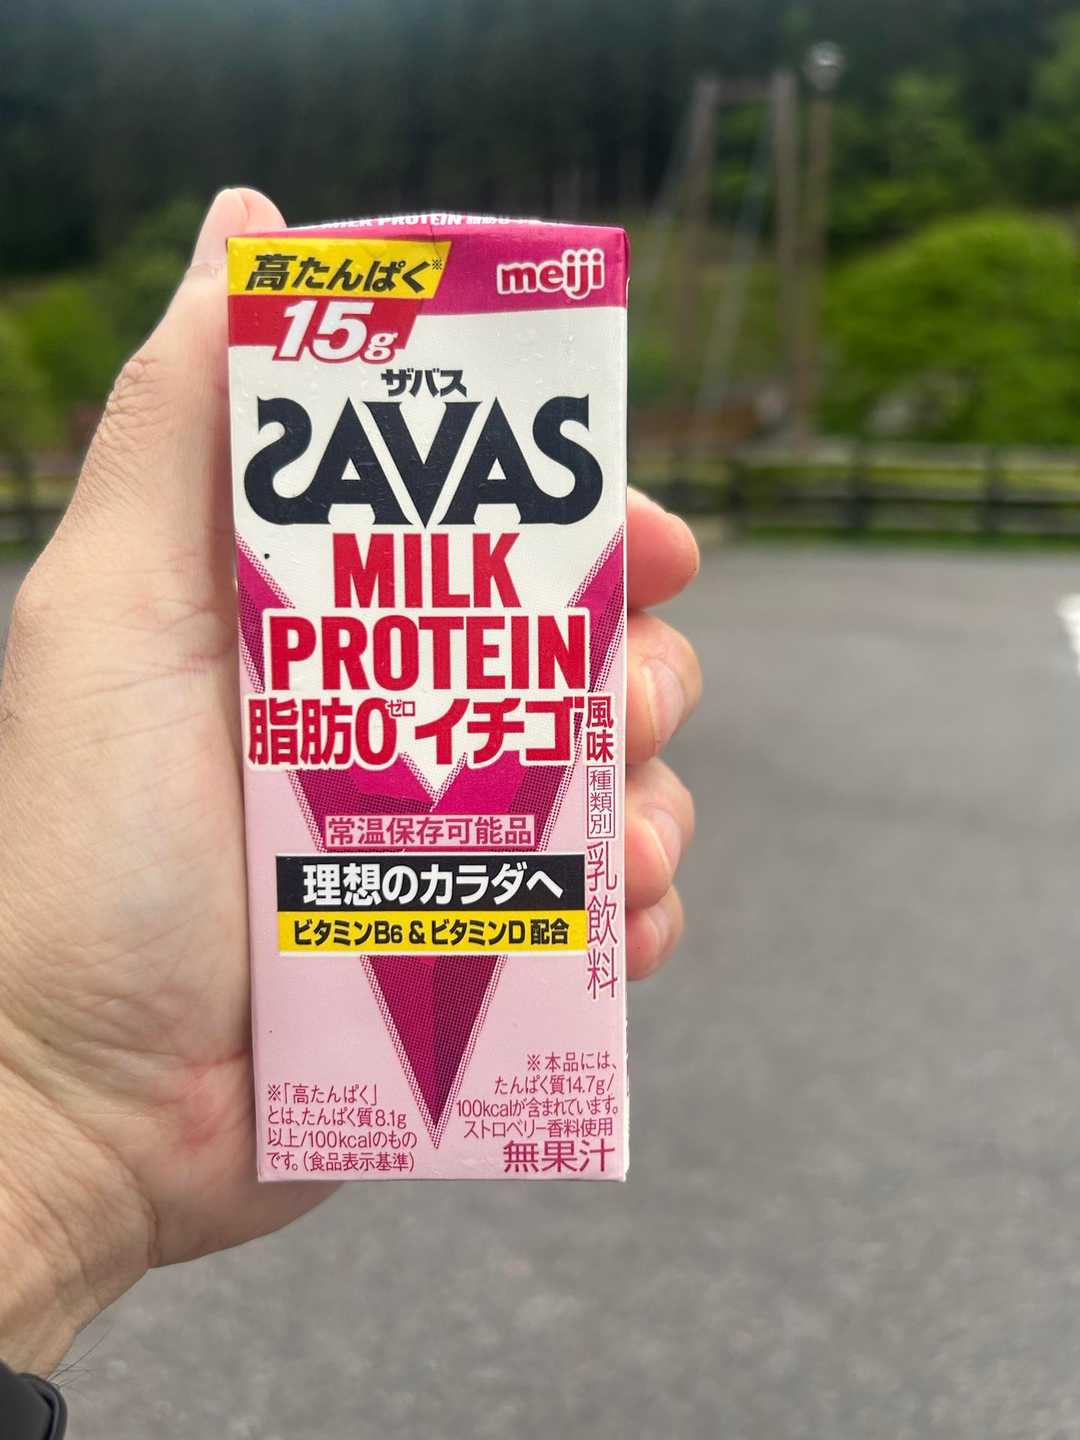 MILK PROTEIN 脂肪0
高たんぱく※
meiji
15g
ザバス
SAVAS
MILK
PROTEIN
脂肪0ゼロ イチゴ風味
種類別 乳飲料
常温保存可能品
理想のカラダへ
ビタミンB6 & ビタミンD 配合
※「高たんぱく」
とは、たんぱく質8.1g
以上/100kcalのもの
です。(食品表示基準)
※本品には、
たんぱく質14.7g/
100kcalが含まれています。
ストロベリー香料使用
無果汁